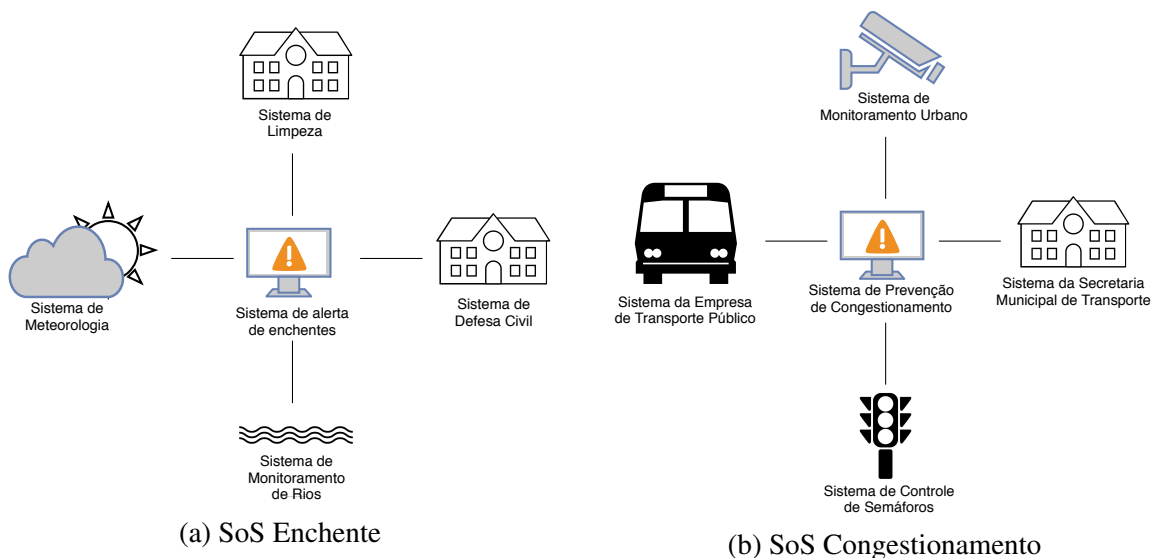 Sistema de
Limpeza
Sistema de
Meteorologia
Sistema de alerta
de enchentes
Sistema de
Defesa Civil
Sistema de
Monitoramento
de Rios
(a) SoS Enchente
Sistema de
Monitoramento Urbano
Sistema da Empresa
de Transporte Público
Sistema de Prevenção
de Congestionamento
Sistema da Secretaria
Municipal de Transporte
Sistema de Controle
de Semáforos
(b) SoS Congestionamento